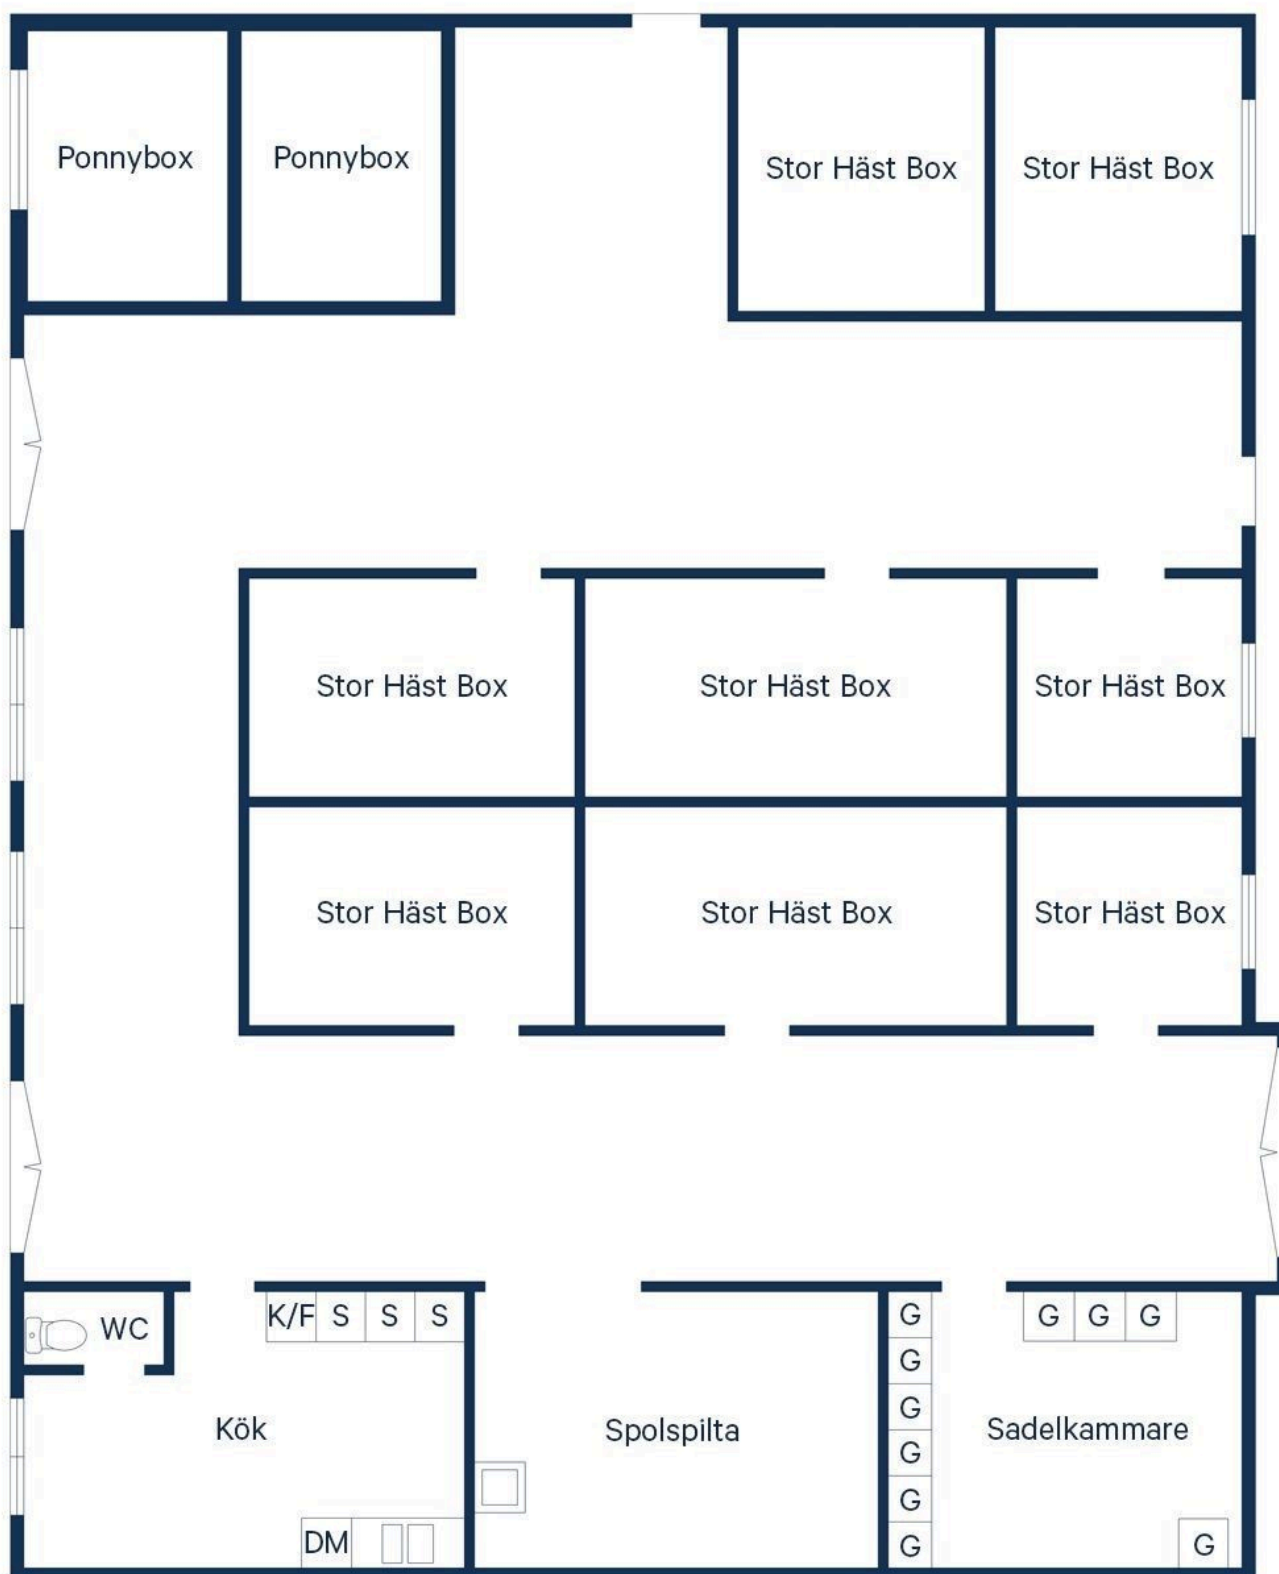 Ponnybox
Ponnybox
Stor Häst Box
Stor Häst Box
Stor Häst Box
Stor Häst Box
Stor Häst Box
Stor Häst Box
Stor Häst Box
Stor Häst Box
WC
K/F
S
S
S
Kök
DM
Spolspilta
G
G
G
G
G
G
G
G
G
Sadelkammare
G